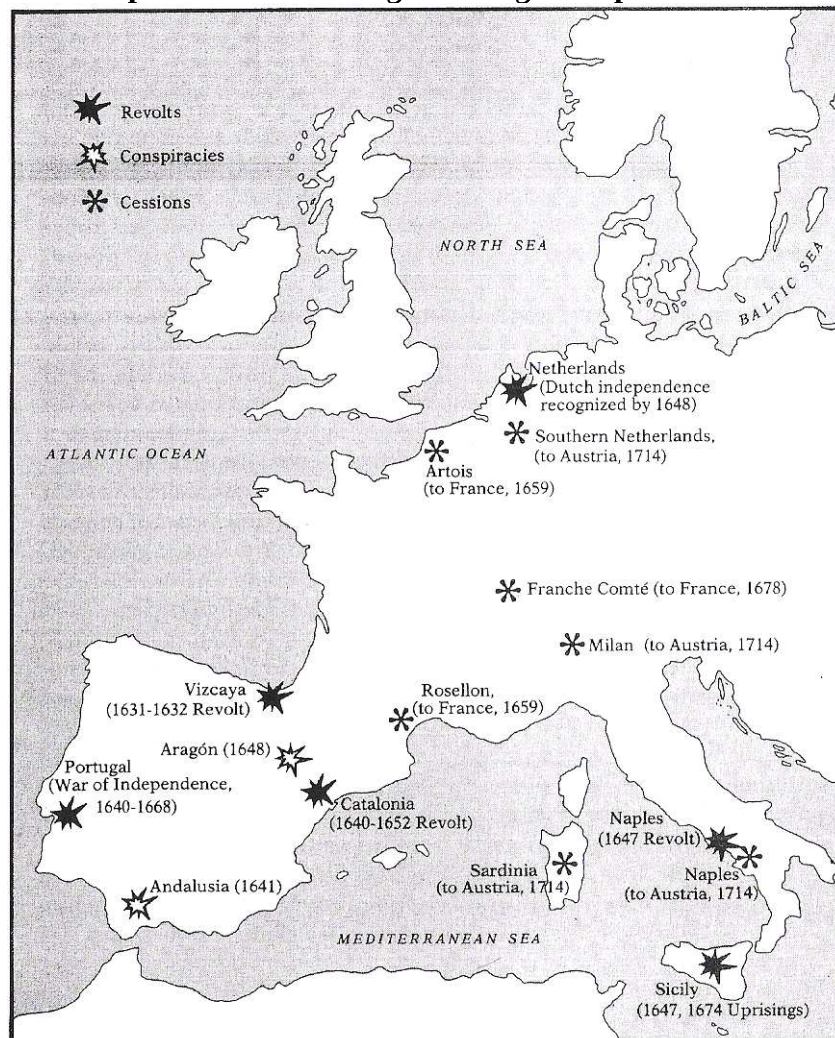 Revolts
Conspiracies
Cessions
NORTH SEA
BALTIC SEA
ATLANTIC OCEAN
Netherlands
(Dutch independence
recognized by 1648)
Southern Netherlands,
(to Austria, 1714)
Artois
(to France, 1659)
Franche Comté (to France, 1678)
Milan (to Austria, 1714)
Vizcaya
(1631-1632 Revolt)
Rosellon,
(to France, 1659)
Aragón (1648)
Portugal
(War of Independence,
1640-1668)
Catalonia
(1640-1652 Revolt)
Naples
(1647 Revolt)
Sardinia
(to Austria, 1714)
Naples
(to Austria, 1714)
Andalusia (1641)
MEDITERRANEAN SEA
Sicily
(1647, 1674 Uprisings)